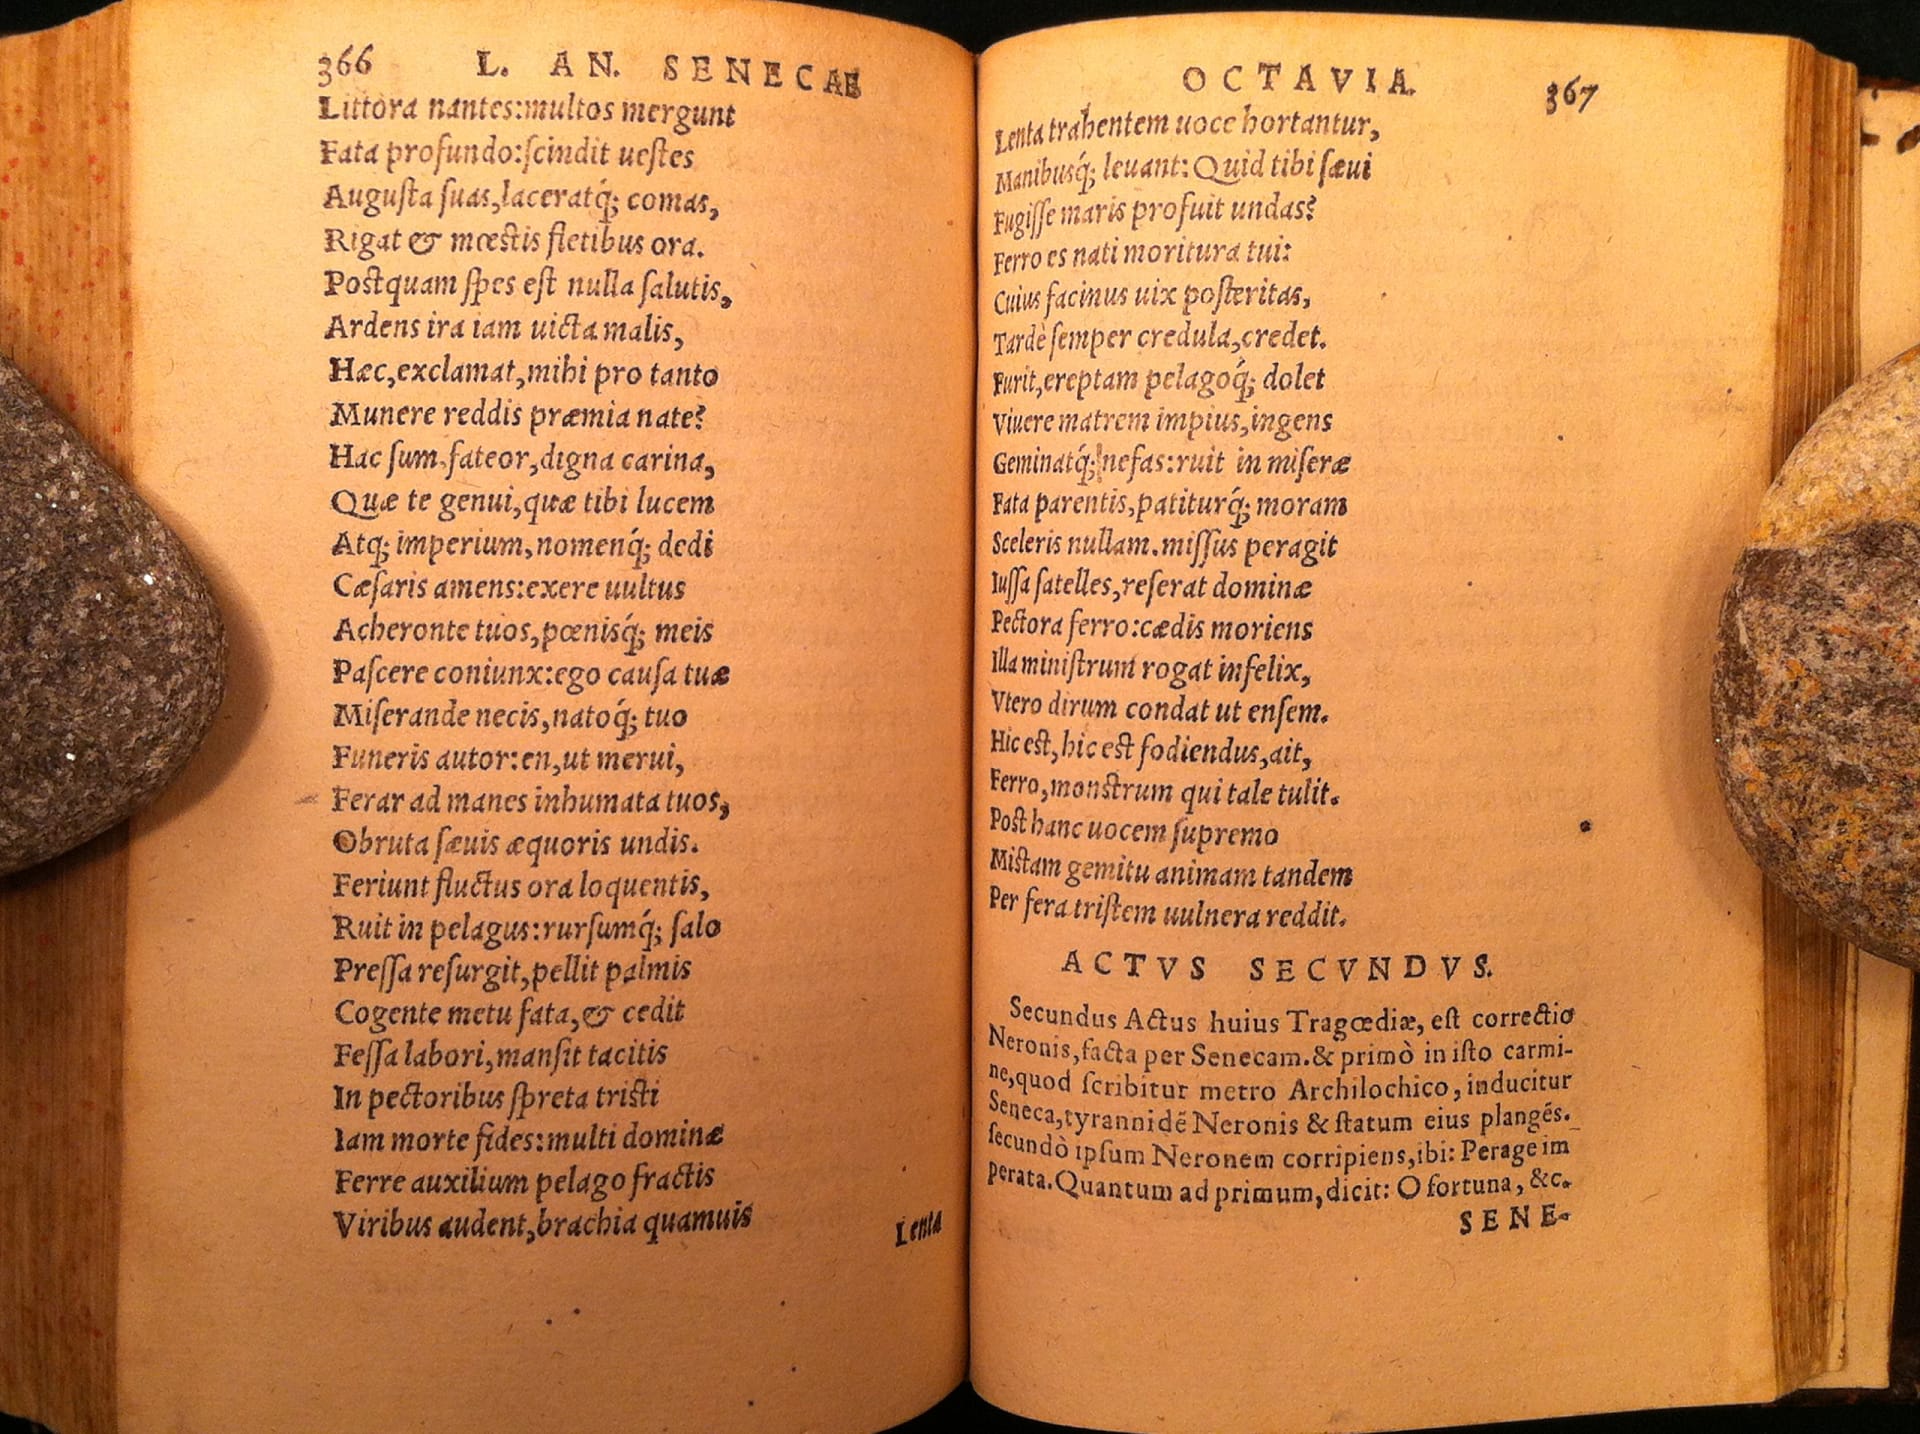 366 L. AN. SENECAE
Littora nantes:multos mergunt
Fata profundo:ſcindit ueſtes
Auguſta ſuas,laceratq́; comas,
Rigat & mœſtis fletibus ora.
Poſtquam ſpes eſt nulla ſalutis,
Ardens ira iam uicta malis,
Hæc,exclamat,mihi pro tanto
Munere reddis præmia nate?
Hac ſum,fateor,digna carina,
Quæ te genui,quæ tibi lucem
Atq; imperium,nomenq́; dedi
Cæſaris amens:exere uultus
Acheronte tuos,pœnisq́; meis
Paſcere coniunx:ego cauſa tuæ
Miſerande necis,natoq́; tuo
Funeris autor:en,ut merui,
Ferar ad manes inhumata tuos,
Obruta ſæuis æquoris undis.
Feriunt fluctus ora loquentis,
Ruit in pelagus:rurſumq́; ſalo
Preſſa reſurgit,pellit palmis
Cogente metu fata,& cedit
Feſſa labori,manſit tacitis
In pectoribus ſpreta triſti
Iam morte fides:multi dominæ
Ferre auxilium pelago fractis
Viribus audent,brachia quamuis
Lenta
OCTAVIA. 367
Lenta trahentem uoce hortantur,
Manibusq́; leuant: Quid tibi ſæui
Fugiſſe maris profuit undas?
Ferro es nati moritura tui:
Cuius facinus uix poſteritas,
Tardè ſemper credula,credet.
Furit,ereptam pelagoq́; dolet
Viuere matrem impius,ingens
Geminatq́; nefas:ruit in miſeræ
Fata parentis,patiturq́; moram
Sceleris nullam.miſſus peragit
Iuſſa ſatelles,reſerat dominæ
Pectora ferro:cædis moriens
Illa miniſtrum rogat infelix,
Vtero dirum condat ut enſem.
Hic eſt,hic eſt fodiendus,ait,
Ferro,monſtrum qui tale tulit.
Poſt hanc uocem ſupremo
Miſtam gemitu animam tandem
Per fera triſtem uulnera reddit.
ACTVS SECVNDVS.
Secundus Actus huius Tragœdiæ, eſt correctio
Neronis,facta per Senecam.& primò in iſto carmi-
ne,quod ſcribitur metro Archilochico, inducitur
Seneca,tyrannidẽ Neronis & ſtatum eius plangẽs.
ſecundò ipſum Neronem corripiens,ibi: Perage im
perata.Quantum ad primum,dicit: O fortuna, &c.
SENE-